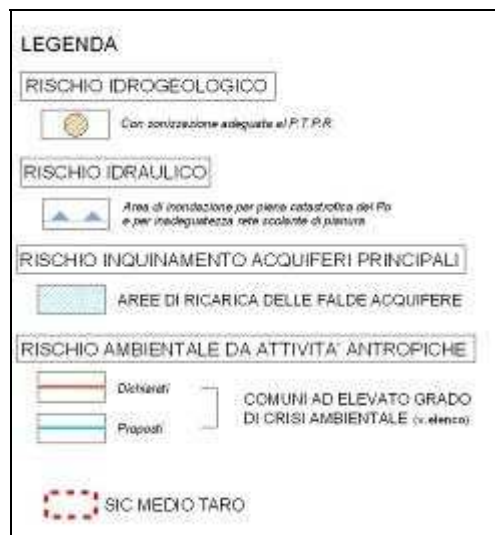 LEGENDA
RISCHIO IDROGEOLOGICO
Con zonizzazione adeguata al P.T.P.R.
RISCHIO IDRAULICO
Area di inondazione per piena catastrofica del Po
e per inadeguatezza rete scolante di pianura
RISCHIO INQUINAMENTO ACQUIFERI PRINCIPALI
AREE DI RICARICA DELLE FALDE ACQUIFERE
RISCHIO AMBIENTALE DA ATTIVITA' ANTROPICHE
Dichiarati
COMUNI AD ELEVATO GRADO
DI CRISI AMBIENTALE (v.elenco)
Proposti
SIC MEDIO TARO